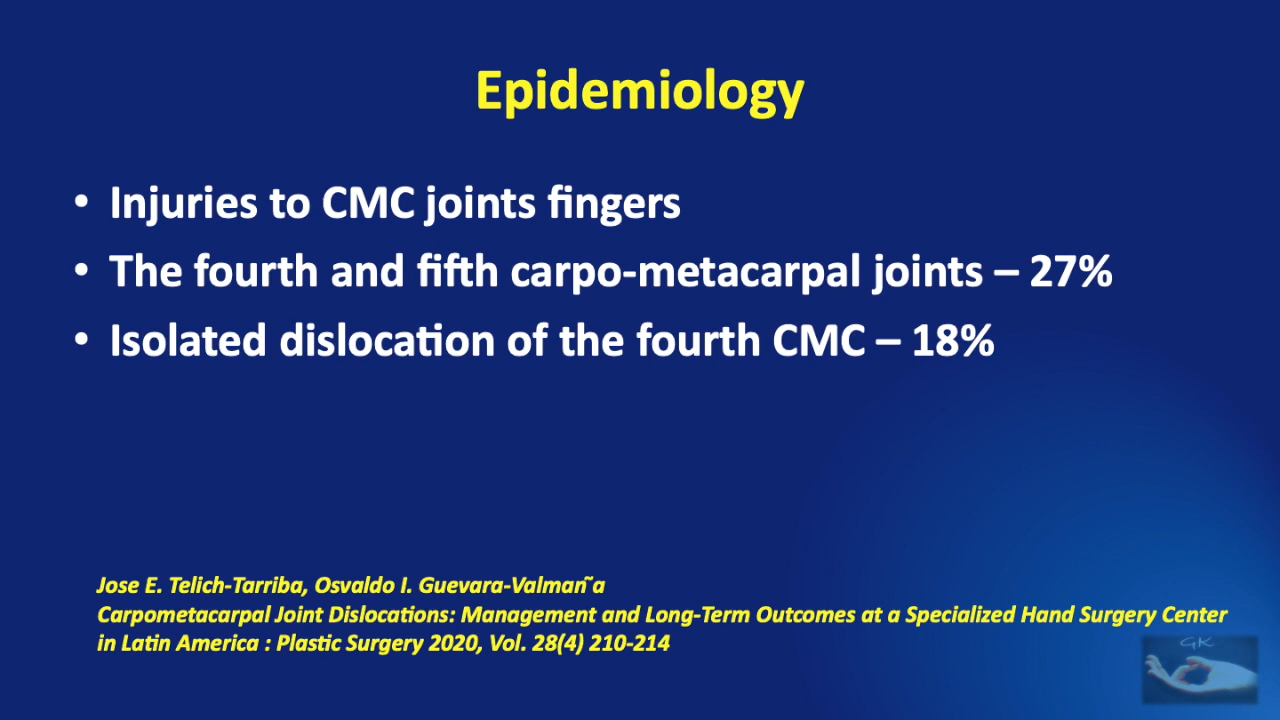 Epidemiology
• Injuries to CMC joints fingers
• The fourth and fifth carpo-metacarpal joints – 27%
• Isolated dislocation of the fourth CMC – 18%
Jose E. Telich-Tarriba, Osvaldo I. Guevara-Valman˜a
Carpometacarpal Joint Dislocations: Management and Long-Term Outcomes at a Specialized Hand Surgery Center
in Latin America : Plastic Surgery 2020, Vol. 28(4) 210-214
GK